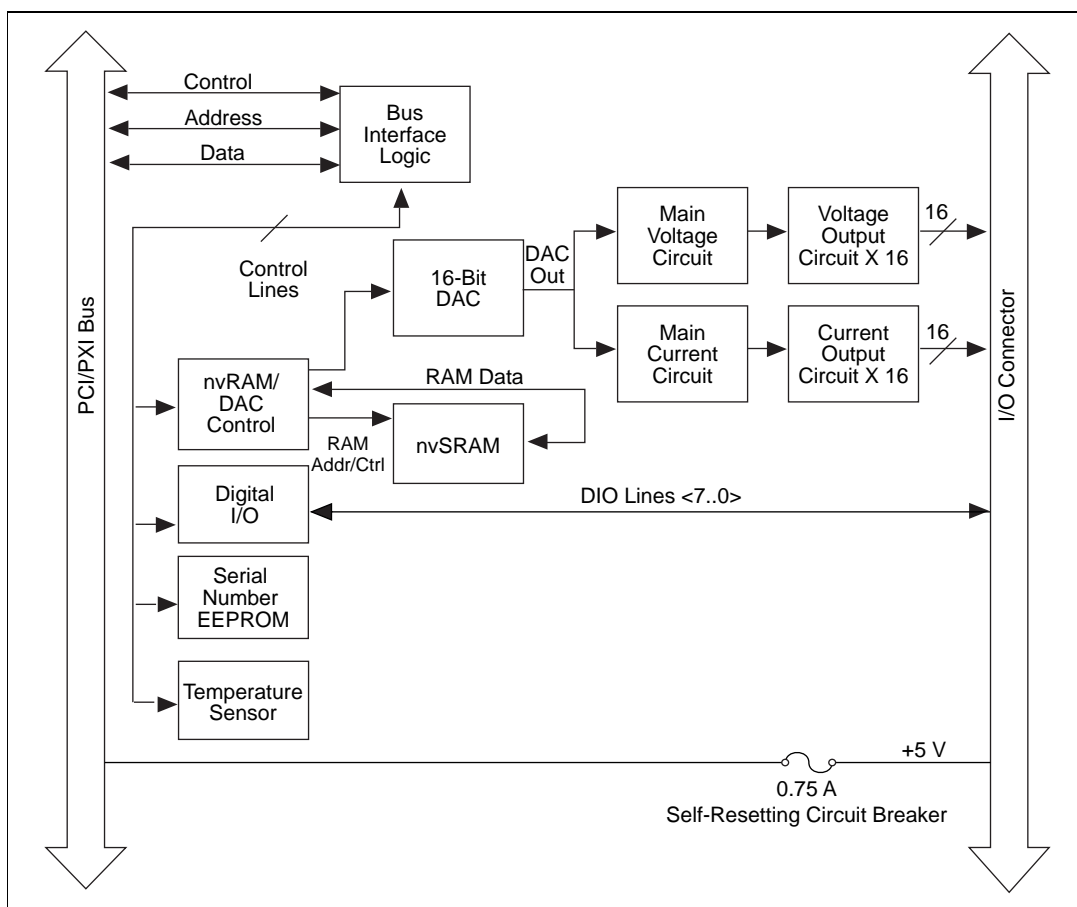 Control
Address
Data
Bus
Interface
Logic
Control
Lines
16-Bit
DAC
DAC
Out
Main
Voltage
Circuit
Voltage
Output
Circuit X 16
16
Main
Current
Circuit
Current
Output
Circuit X 16
16
PCI/PXI Bus
I/O Connector
nvRAM/
DAC
Control
RAM Data
RAM
Addr/Ctrl
nvSRAM
Digital
I/O
DIO Lines <7..0>
Serial
Number
EEPROM
Temperature
Sensor
+5 V
0.75 A
Self-Resetting Circuit Breaker